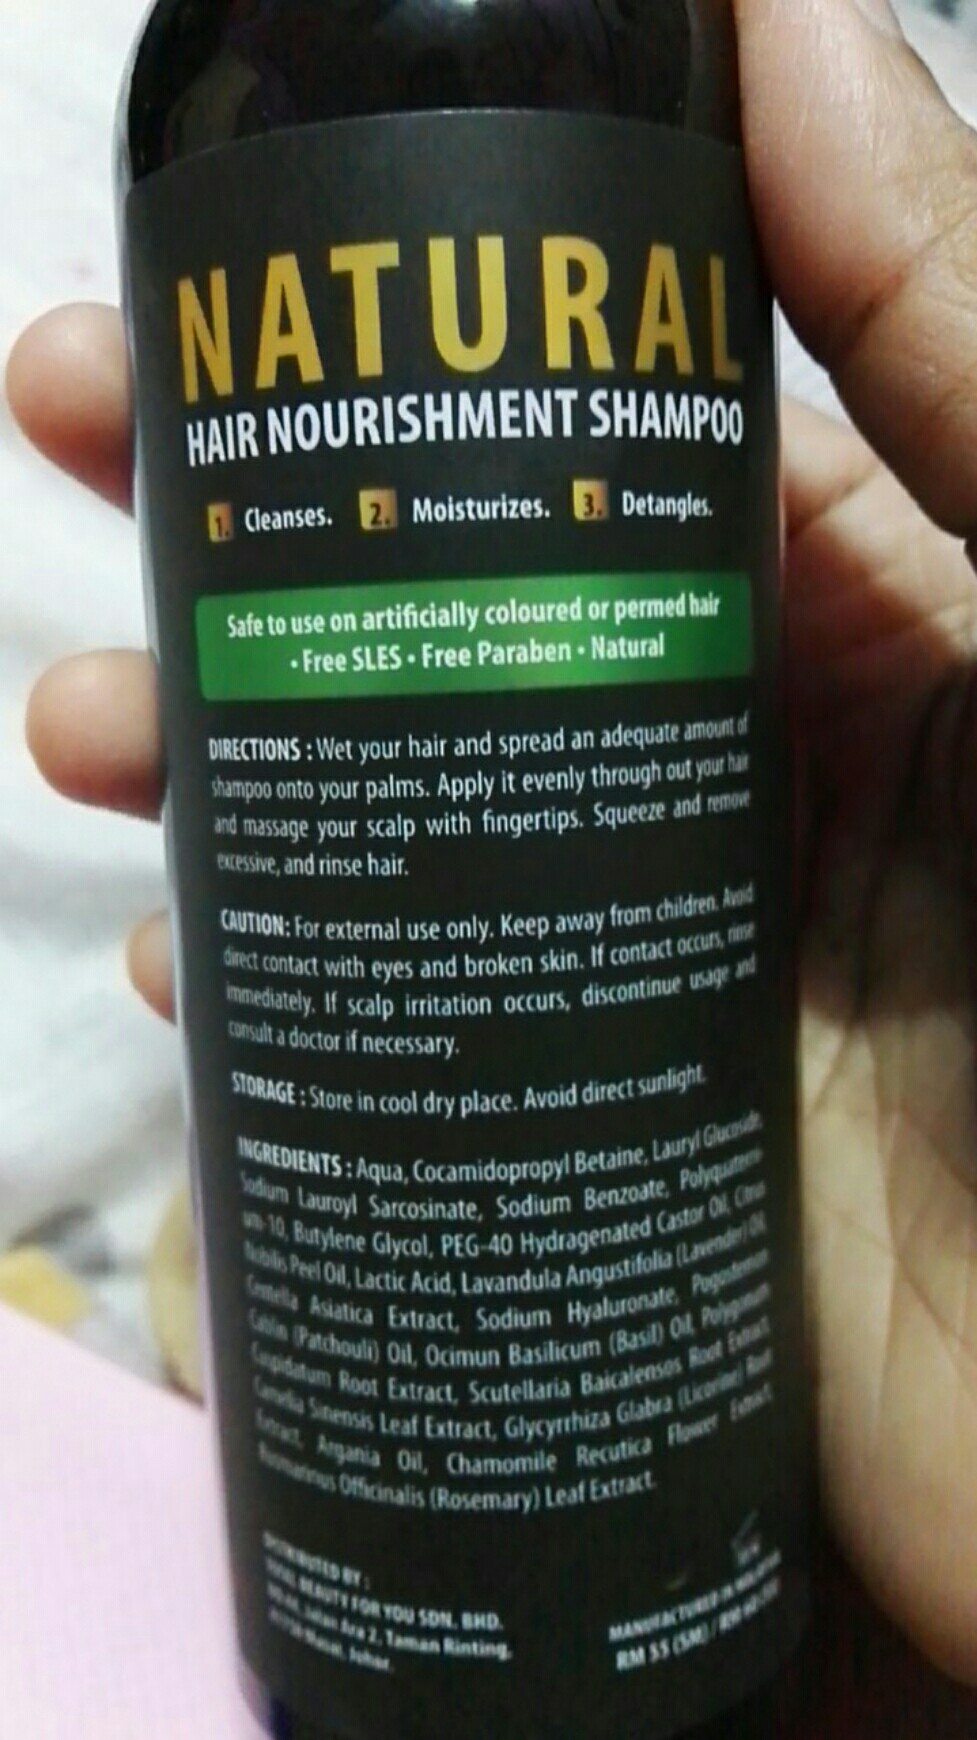 NATURAL
HAIR NOURISHMENT SHAMPOO
1. Cleanses. 2. Moisturizes. 3. Detangles.
Safe to use on artificially coloured or permed hair
• Free SLES • Free Paraben • Natural
DIRECTIONS : Wet your hair and spread an adequate amount of
shampoo onto your palms. Apply it evenly through out your hair
and massage your scalp with fingertips. Squeeze and remove
excessive, and rinse hair.
CAUTION: For external use only. Keep away from children. Avoid
direct contact with eyes and broken skin. If contact occurs, rinse
immediately. If scalp irritation occurs, discontinue usage and
consult a doctor if necessary.
STORAGE : Store in cool dry place. Avoid direct sunlight.
INGREDIENTS : Aqua, Cocamidopropyl Betaine, Lauryl Glucoside,
Sodium Lauroyl Sarcosinate, Sodium Benzoate, Polyquaterni-
um-10, Butylene Glycol, PEG-40 Hydragenated Castor Oil, Citrus
Nobilis Peel Oil, Lactic Acid, Lavandula Angustifolia (Lavender) Oil,
Centella Asiatica Extract, Sodium Hyaluronate, Pogostemon
Cablin (Patchouli) Oil, Ocimun Basilicum (Basil) Oil, Polygonum
Cuspidatum Root Extract, Scutellaria Baicalensos Root Extract,
Camelia Sinensis Leaf Extract, Glycyrrhiza Glabra (Licorine) Root
Extract, Argania Oil, Chamomile Recutica Flower Extract,
Rosmarinus Officinalis (Rosemary) Leaf Extract.
DISTRIBUTED BY :
BEAUTY FOR YOU SDN. BHD.
Jalan Ara 2, Taman Rinting,
Masai, Johor.
MANUFACTURED IN MALAYSIA
RM 55 (SM) / RM